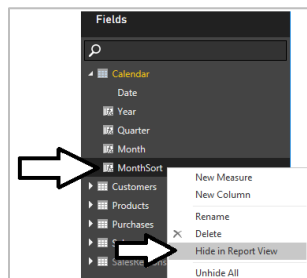 Fields
Calendar
Date
Year
Quarter
Month
MonthSort
Customers
Products
Purchases
New Measure
New Column
Rename
Delete
Hide in Report View
Unhide All